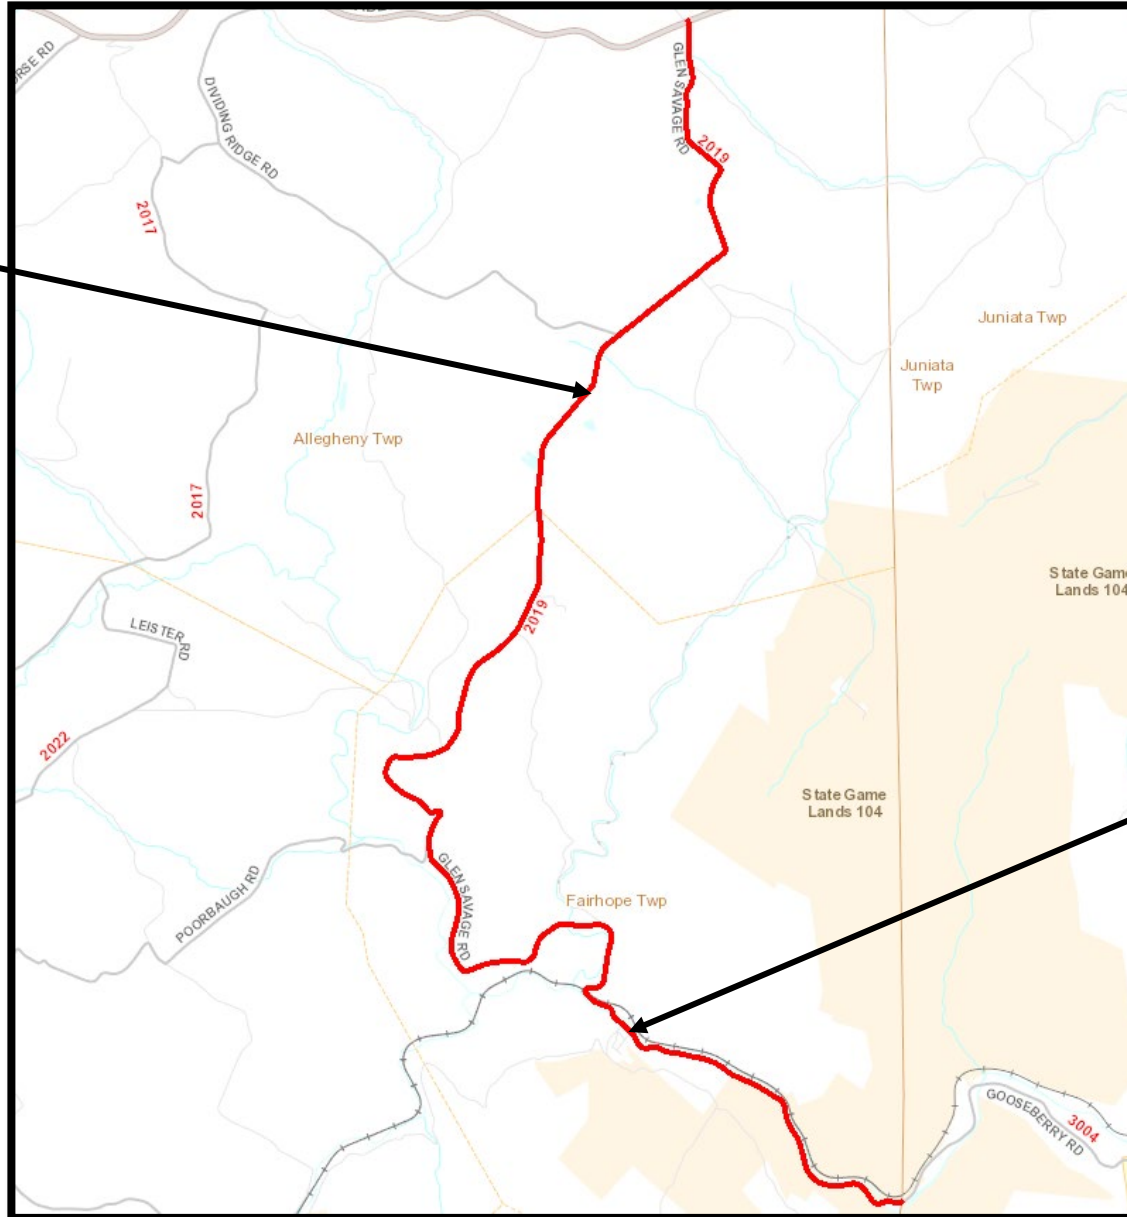 GLEN SAVAGE RD
DIVIDING RIDGE RD
2019
2017
Juniata Twp
Juniata
Twp
Allegheny Twp
2017
State Game
Lands 104
2019
LEISTER RD
2022
State Game
Lands 104
GLEN SAVAGE RD
POORBAUGH RD
Fairhope Twp
GOOSEBERRY RD
3004